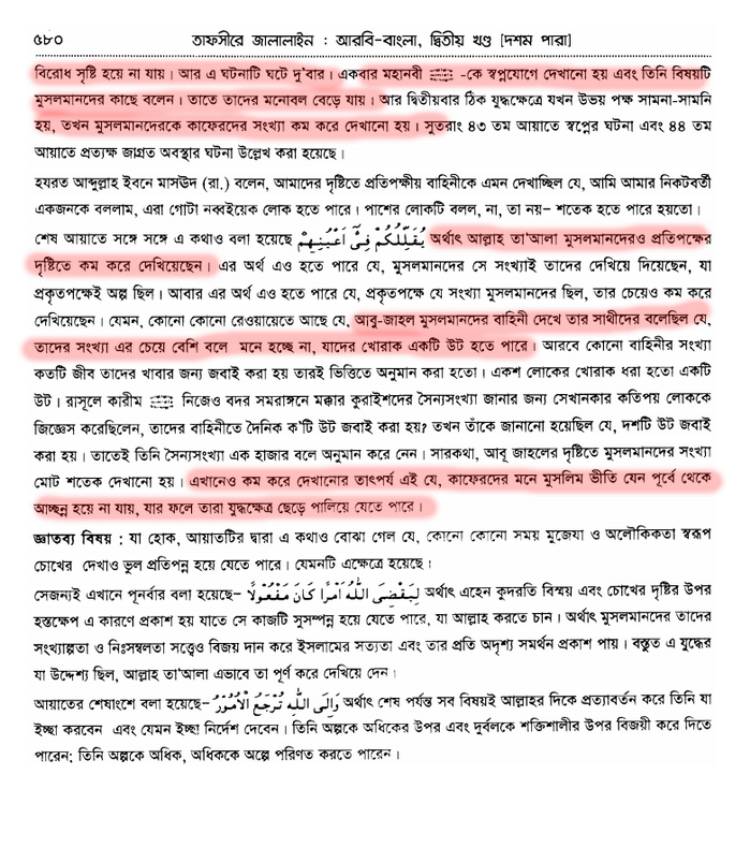 ৫৮০ তাফসীরে জালালাইন : আরবি-বাংলা, দ্বিতীয় খণ্ড [দশম পারা]
বিরোধ সৃষ্টি হয়ে না যায়। আর এ ঘটনাটি ঘটে দু'বার। একবার মহানবী ﷺ -কে স্বপ্নযোগে দেখানো হয় এবং তিনি বিষয়টি
মুসলমানদের কাছে বলেন। তাতে তাদের মনোবল বেড়ে যায়। আর দ্বিতীয়বার ঠিক যুদ্ধক্ষেত্রে যখন উভয় পক্ষ সামনা-সামনি
হয়, তখন মুসলমানদেরকে কাফেরদের সংখ্যা কম করে দেখানো হয়। সুতরাং ৪৩ তম আয়াতে স্বপ্নের ঘটনা এবং ৪৪ তম
আয়াতে প্রত্যক্ষ জাগ্রত অবস্থার ঘটনা উল্লেখ করা হয়েছে।
হযরত আব্দুল্লাহ ইবনে মাসঊদ (রা.) বলেন, আমাদের দৃষ্টিতে প্রতিপক্ষীয় বাহিনীকে এমন দেখাচ্ছিল যে, আমি আমার নিকটবর্তী
একজনকে বললাম, এরা গোটা নব্বইয়েক লোক হতে পারে। পাশের লোকটি বলল, না, তা নয়– শতেক হতে পারে হয়তো।
শেষ আয়াতে সঙ্গে সঙ্গে এ কথাও বলা হয়েছে يُقَلِّلُكُمْ فِىْ اَعْيُنِهِمْ অর্থাৎ আল্লাহ তা'আলা মুসলমানদেরও প্রতিপক্ষের
দৃষ্টিতে কম করে দেখিয়েছেন। এর অর্থ এও হতে পারে যে, মুসলমানদের সে সংখ্যাই তাদের দেখিয়ে দিয়েছেন, যা
প্রকৃতপক্ষেই অল্প ছিল। আবার এর অর্থ এও হতে পারে যে, প্রকৃতপক্ষে যে সংখ্যা মুসলমানদের ছিল, তার চেয়েও কম করে
দেখিয়েছেন। যেমন, কোনো কোনো রেওয়ায়েতে আছে যে, আবূ-জাহল মুসলমানদের বাহিনী দেখে তার সাথীদের বলেছিল যে,
তাদের সংখ্যা এর চেয়ে বেশি বলে মনে হচ্ছে না, যাদের খোরাক একটি উট হতে পারে। আরবে কোনো বাহিনীর সংখ্যা
কতটি জীব তাদের খাবার জন্য জবাই করা হয় তারই ভিত্তিতে অনুমান করা হতো। একশ লোকের খোরাক ধরা হতো একটি
উট। রাসূলে কারীম ﷺ নিজেও বদর সমরাঙ্গনে মক্কার কুরাইশদের সৈন্যসংখ্যা জানার জন্য সেখানকার কতিপয় লোককে
জিজ্ঞেস করেছিলেন, তাদের বাহিনীতে দৈনিক ক'টি উট জবাই করা হয়? তখন তাঁকে জানানো হয়েছিল যে, দশটি উট জবাই
করা হয়। তাতেই তিনি সৈন্যসংখ্যা এক হাজার বলে অনুমান করে নেন। সারকথা, আবূ জাহলের দৃষ্টিতে মুসলমানদের সংখ্যা
মোট শতেক দেখানো হয়। এখানেও কম করে দেখানোর তাৎপর্য এই যে, কাফেরদের মনে মুসলিম ভীতি যেন পূর্বে থেকে
আচ্ছন্ন হয়ে না যায়, যার ফলে তারা যুদ্ধক্ষেত্র ছেড়ে পালিয়ে যেতে পারে।
জ্ঞাতব্য বিষয় : যা হোক, আয়াতটির দ্বারা এ কথাও বোঝা গেল যে, কোনো কোনো সময় মুজেযা ও অলৌকিকতা স্বরূপ
চোখের দেখাও ভুল প্রতিপন্ন হয়ে যেতে পারে। যেমনটি এক্ষেত্রে হয়েছে।
সেজন্যই এখানে পুনর্বার বলা হয়েছে– لِيَقْضِىَ اللّٰهُ اَمْرًا كَانَ مَفْعُوْلًا অর্থাৎ এহেন কুদরতি বিস্ময় এবং চোখের দৃষ্টির উপর
হস্তক্ষেপ এ কারণে প্রকাশ হয় যাতে সে কাজটি সুসম্পন্ন হয়ে যেতে পারে, যা আল্লাহ করতে চান। অর্থাৎ মুসলমানদের তাদের
সংখ্যাল্পতা ও নিঃসম্বলতা সত্ত্বেও বিজয় দান করে ইসলামের সত্যতা এবং তার প্রতি অদৃশ্য সমর্থন প্রকাশ পায়। বস্তুত এ যুদ্ধের
যা উদ্দেশ্য ছিল, আল্লাহ তা'আলা এভাবে তা পূর্ণ করে দেখিয়ে দেন।
আয়াতের শেষাংশে বলা হয়েছে– وَاِلَى اللّٰهِ تُرْجَعُ الْاُمُوْرُ অর্থাৎ শেষ পর্যন্ত সব বিষয়ই আল্লাহর দিকে প্রত্যাবর্তন করে তিনি যা
ইচ্ছা করবেন এবং যেমন ইচ্ছা নির্দেশ দেবেন। তিনি অল্পকে অধিকের উপর এবং দুর্বলকে শক্তিশালীর উপর বিজয়ী করে দিতে
পারেন; তিনি অল্পকে অধিক, অধিককে অল্পে পরিণত করতে পারেন।